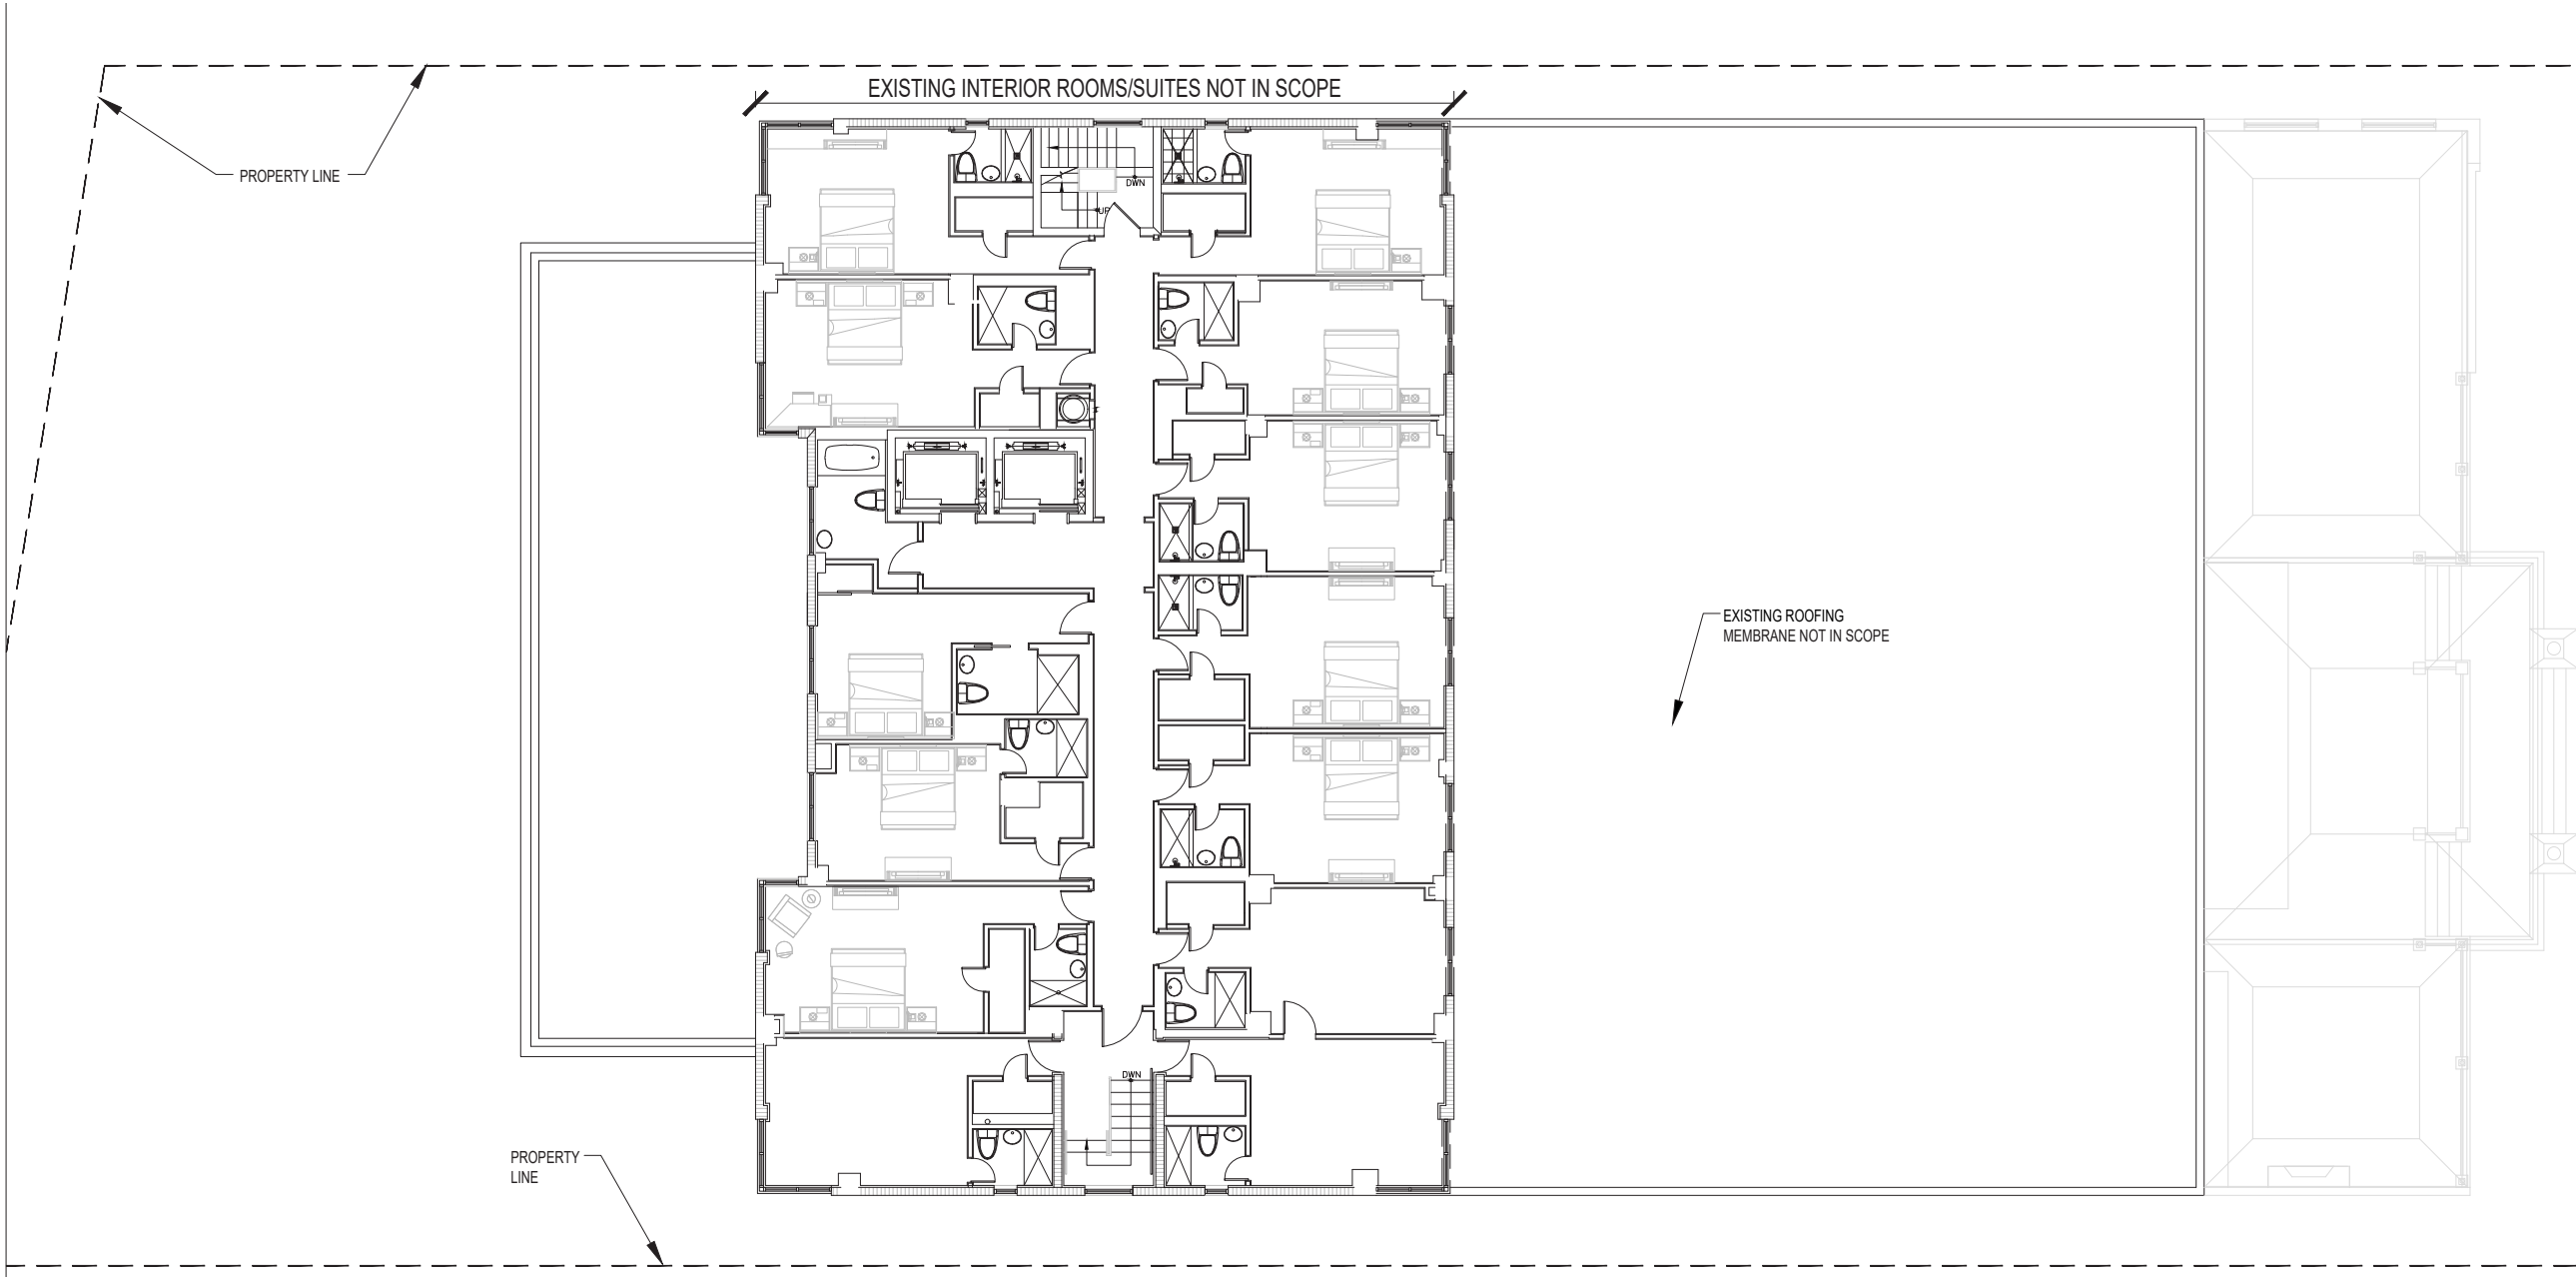 EXISTING INTERIOR ROOMS/SUITES NOT IN SCOPE
PROPERTY LINE
DWN
UP
EXISTING ROOFING
MEMBRANE NOT IN SCOPE
DWN
PROPERTY
LINE